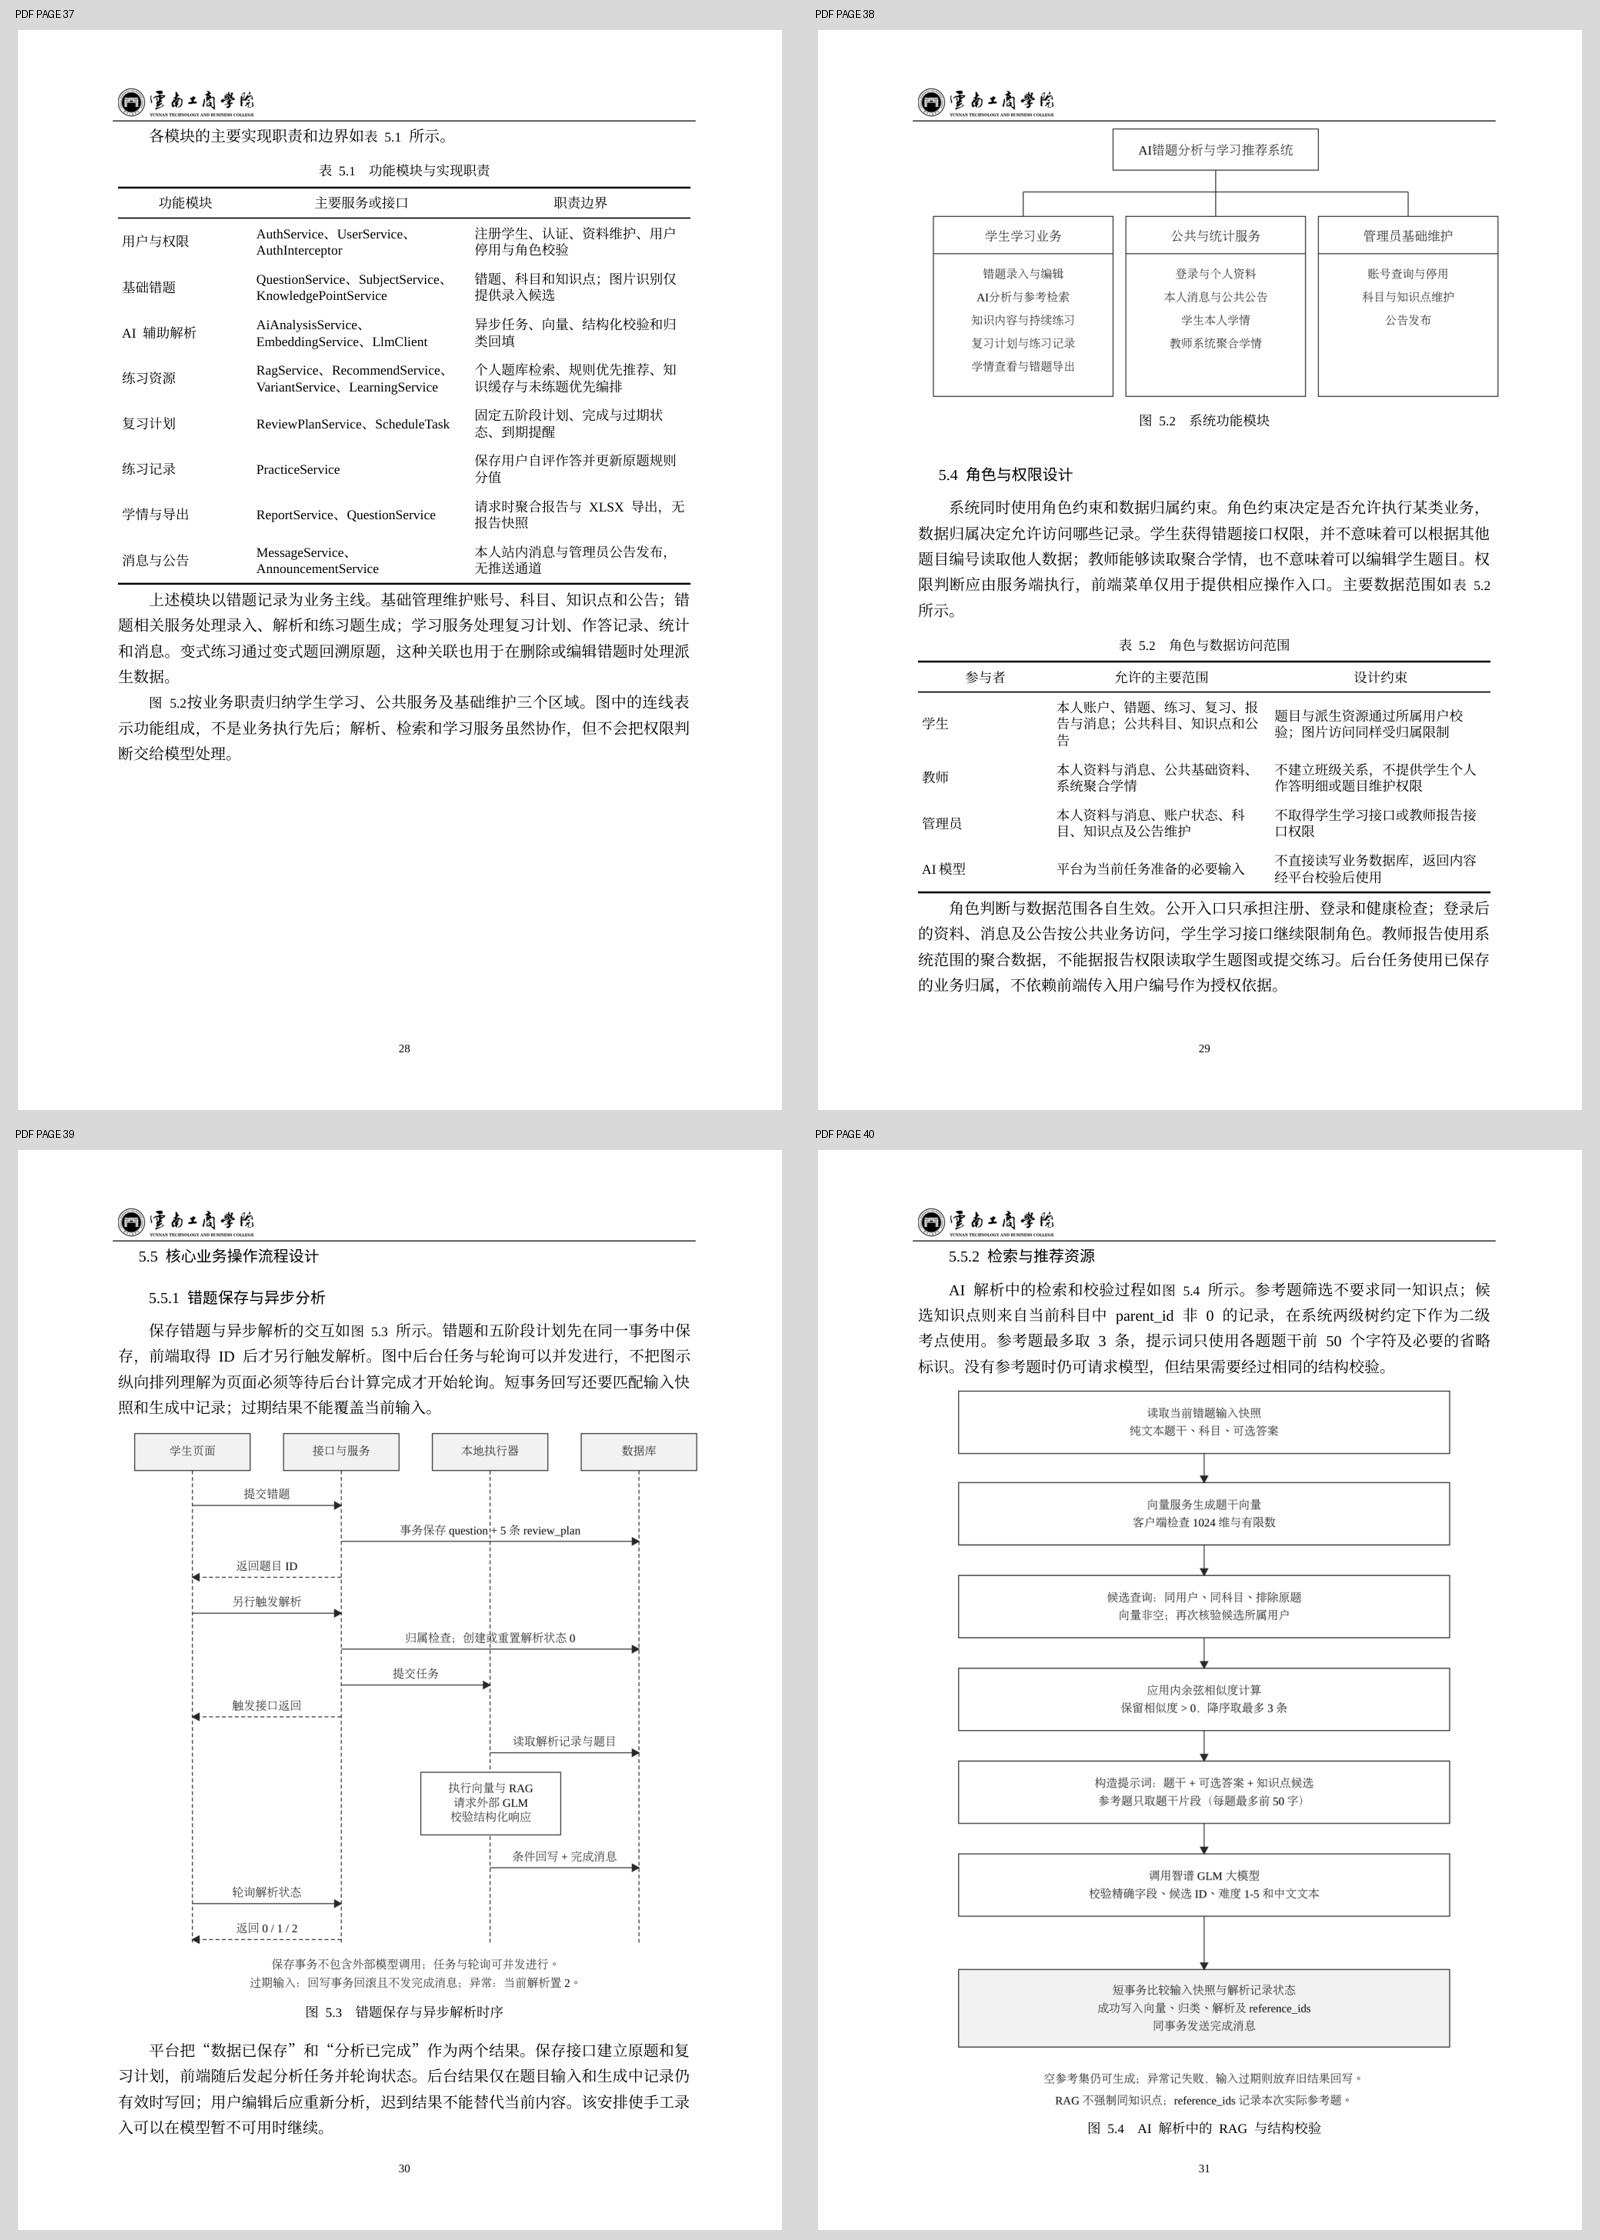 PDF PAGE 37
雲南工商學院
YUNNAN TECHNOLOGY AND BUSINESS COLLEGE
各模块的主要实现职责和边界如表 5.1 所示。
表 5.1 功能模块与实现职责
功能模块 主要服务或接口 职责边界
用户与权限 AuthService、UserService、AuthInterceptor 注册学生、认证、资料维护、用户停用与角色校验
基础错题 QuestionService、SubjectService、KnowledgePointService 错题、科目和知识点；图片识别仅提供录入候选
AI 辅助解析 AiAnalysisService、EmbeddingService、LlmClient 异步任务、向量、结构化校验和归类回填
练习资源 RagService、RecommendService、VariantService、LearningService 个人题库检索、规则优先推荐、知识缓存与未练题优先编排
复习计划 ReviewPlanService、ScheduleTask 固定五阶段计划、完成与过期状态、到期提醒
练习记录 PracticeService 保存用户自评作答并更新原题规则分值
学情与导出 ReportService、QuestionService 请求时聚合报告与 XLSX 导出，无报告快照
消息与公告 MessageService、AnnouncementService 本人站内消息与管理员公告发布，无推送通道
上述模块以错题记录为业务主线。基础管理维护账号、科目、知识点和公告；错
题相关服务处理录入、解析和练习题生成；学习服务处理复习计划、作答记录、统计
和消息。变式练习通过变式题回溯原题，这种关联也用于在删除或编辑错题时处理派
生数据。
图 5.2按业务职责归纳学生学习、公共服务及基础维护三个区域。图中的连线表
示功能组成，不是业务执行先后；解析、检索和学习服务虽然协作，但不会把权限判
断交给模型处理。
28
PDF PAGE 38
雲南工商學院
YUNNAN TECHNOLOGY AND BUSINESS COLLEGE
AI错题分析与学习推荐系统
学生学习业务
错题录入与编辑
AI分析与参考检索
知识内容与持续练习
复习计划与练习记录
学情查看与错题导出
公共与统计服务
登录与个人资料
本人消息与公共公告
学生本人学情
教师系统聚合学情
管理员基础维护
账号查询与停用
科目与知识点维护
公告发布
图 5.2 系统功能模块
5.4 角色与权限设计
系统同时使用角色约束和数据归属约束。角色约束决定是否允许执行某类业务，
数据归属决定允许访问哪些记录。学生获得错题接口权限，并不意味着可以根据其他
题目编号读取他人数据；教师能够读取聚合学情，也不意味着可以编辑学生题目。权
限判断应由服务端执行，前端菜单仅用于提供相应操作入口。主要数据范围如表 5.2
所示。
表 5.2 角色与数据访问范围
参与者 允许的主要范围 设计约束
学生 本人账户、错题、练习、复习、报告与消息；公共科目、知识点和公告 题目与派生资源通过所属用户校验；图片访问同样受归属限制
教师 本人资料与消息、公共基础资料、系统聚合学情 不建立班级关系，不提供学生个人作答明细或题目维护权限
管理员 本人资料与消息、账户状态、科目、知识点及公告维护 不取得学生学习接口或教师报告接口权限
AI 模型 平台为当前任务准备的必要输入 不直接读写业务数据库，返回内容经平台校验后使用
角色判断与数据范围各自生效。公开入口只承担注册、登录和健康检查；登录后
的资料、消息及公告按公共业务访问，学生学习接口继续限制角色。教师报告使用系
统范围的聚合数据，不能据报告权限读取学生题图或提交练习。后台任务使用已保存
的业务归属，不依赖前端传入用户编号作为授权依据。
29
PDF PAGE 39
雲南工商學院
YUNNAN TECHNOLOGY AND BUSINESS COLLEGE
5.5 核心业务操作流程设计
5.5.1 错题保存与异步分析
保存错题与异步解析的交互如图 5.3 所示。错题和五阶段计划先在同一事务中保
存，前端取得 ID 后才另行触发解析。图中后台任务与轮询可以并发进行，不把图示
纵向排列理解为页面必须等待后台计算完成才开始轮询。短事务回写还要匹配输入快
照和生成中记录；过期结果不能覆盖当前输入。
学生页面 接口与服务 本地执行器 数据库
提交错题
事务保存 question + 5 条 review_plan
返回题目 ID
另行触发解析
归属检查；创建或重置解析状态 0
提交任务
触发接口返回
读取解析记录与题目
执行向量与 RAG
请求外部 GLM
校验结构化响应
条件回写 + 完成消息
轮询解析状态
返回 0 / 1 / 2
保存事务不包含外部模型调用；任务与轮询可并发进行。
过期输入：回写事务回滚且不发完成消息；异常：当前解析置 2。
图 5.3 错题保存与异步解析时序
平台把“数据已保存”和“分析已完成”作为两个结果。保存接口建立原题和复
习计划，前端随后发起分析任务并轮询状态。后台结果仅在题目输入和生成中记录仍
有效时写回；用户编辑后应重新分析，迟到结果不能替代当前内容。该安排使手工录
入可以在模型暂不可用时继续。
30
PDF PAGE 40
雲南工商學院
YUNNAN TECHNOLOGY AND BUSINESS COLLEGE
5.5.2 检索与推荐资源
AI 解析中的检索和校验过程如图 5.4 所示。参考题筛选不要求同一知识点；候
选知识点则来自当前科目中 parent_id 非 0 的记录，在系统两级树约定下作为二级
考点使用。参考题最多取 3 条，提示词只使用各题题干前 50 个字符及必要的省略
标识。没有参考题时仍可请求模型，但结果需要经过相同的结构校验。
读取当前错题输入快照
纯文本题干、科目、可选答案
向量服务生成题干向量
客户端检查 1024 维与有限数
候选查询：同用户、同科目、排除原题
向量非空；再次核验候选所属用户
应用内余弦相似度计算
保留相似度 > 0，降序取最多 3 条
构造提示词：题干 + 可选答案 + 知识点候选
参考题只取题干片段（每题最多前 50 字）
调用智谱 GLM 大模型
校验精确字段、候选 ID、难度 1-5 和中文文本
短事务比较输入快照与解析记录状态
成功写入向量、归类、解析及 reference_ids
同事务发送完成消息
空参考集仍可生成；异常记失败，输入过期则放弃旧结果回写。
RAG 不强制同知识点；reference_ids 记录本次实际参考题。
图 5.4 AI 解析中的 RAG 与结构校验
31